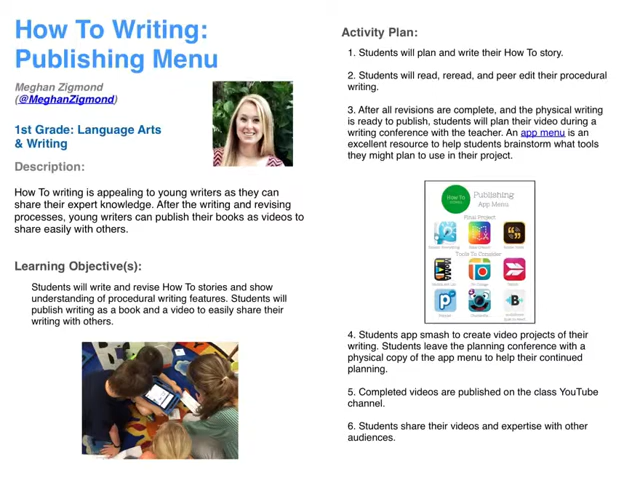 How To Writing:
Publishing Menu
Meghan Zigmond
(@MeghanZigmond)
1st Grade: Language Arts
& Writing
Description:
How To writing is appealing to young writers as they can
share their expert knowledge. After the writing and revising
processes, young writers can publish their books as videos to
share easily with others.
Learning Objective(s):
Students will write and revise How To stories and show
understanding of procedural writing features. Students will
publish writing as a book and a video to easily share their
writing with others.
Activity Plan:
1. Students will plan and write their How To story.
2. Students will read, reread, and peer edit their procedural
writing.
3. After all revisions are complete, and the physical writing
is ready to publish, students will plan their video during a
writing conference with the teacher. An app menu is an
excellent resource to help students brainstorm what tools
they might plan to use in their project.
How To
Publishing
App Menu
Final Project
Tools To Consider
4. Students app smash to create video projects of their
writing. Students leave the planning conference with a
physical copy of the app menu to help their continued
planning.
5. Completed videos are published on the class YouTube
channel.
6. Students share their videos and expertise with other
audiences.